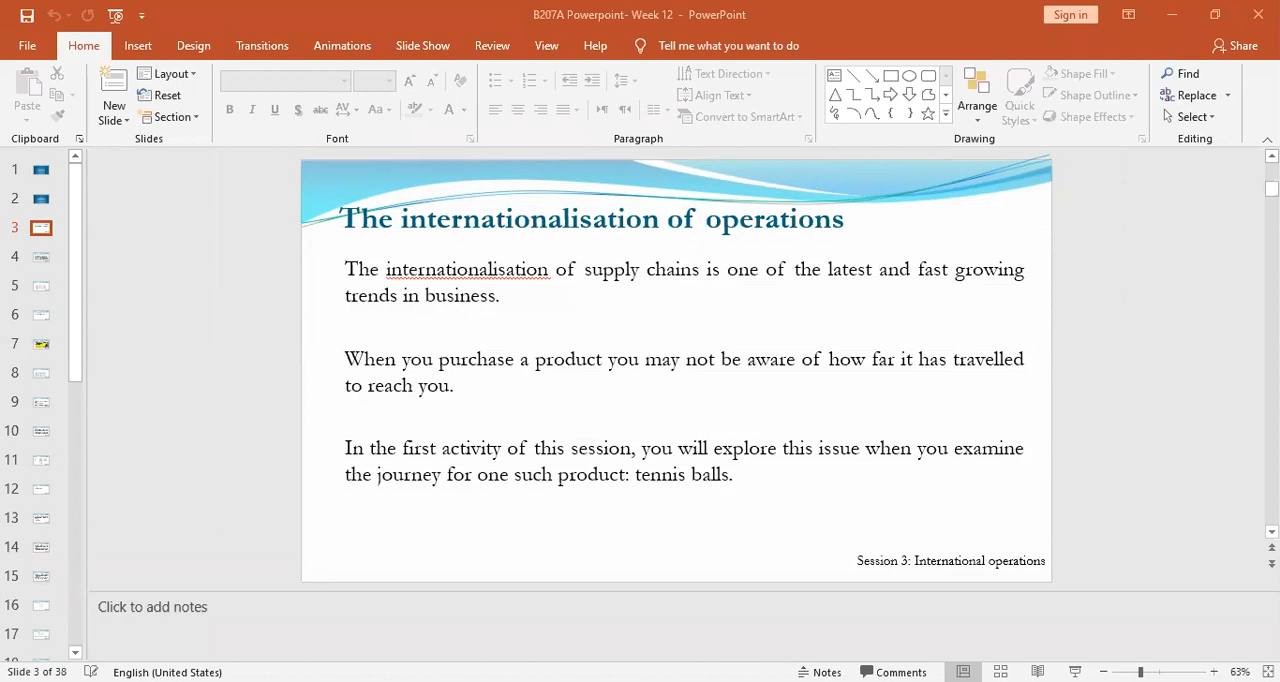 B207A Powerpoint- Week 12 - PowerPoint
Sign in
File Home Insert Design Transitions Animations Slide Show Review View Help Tell me what you want to do Share
Paste
New Slide
Layout
Reset
Section
Text Direction
Align Text
Convert to SmartArt
Arrange
Quick Styles
Shape Fill
Shape Outline
Shape Effects
Find
Replace
Select
Clipboard Slides Font Paragraph Drawing Editing
1
2
3
4
5
6
7
8
9
10
11
12
13
14
15
16
17
The internationalisation of operations
The internationalisation of supply chains is one of the latest and fast growing
trends in business.
When you purchase a product you may not be aware of how far it has travelled
to reach you.
In the first activity of this session, you will explore this issue when you examine
the journey for one such product: tennis balls.
Session 3: International operations
Click to add notes
Slide 3 of 38 English (United States) Notes Comments 63%